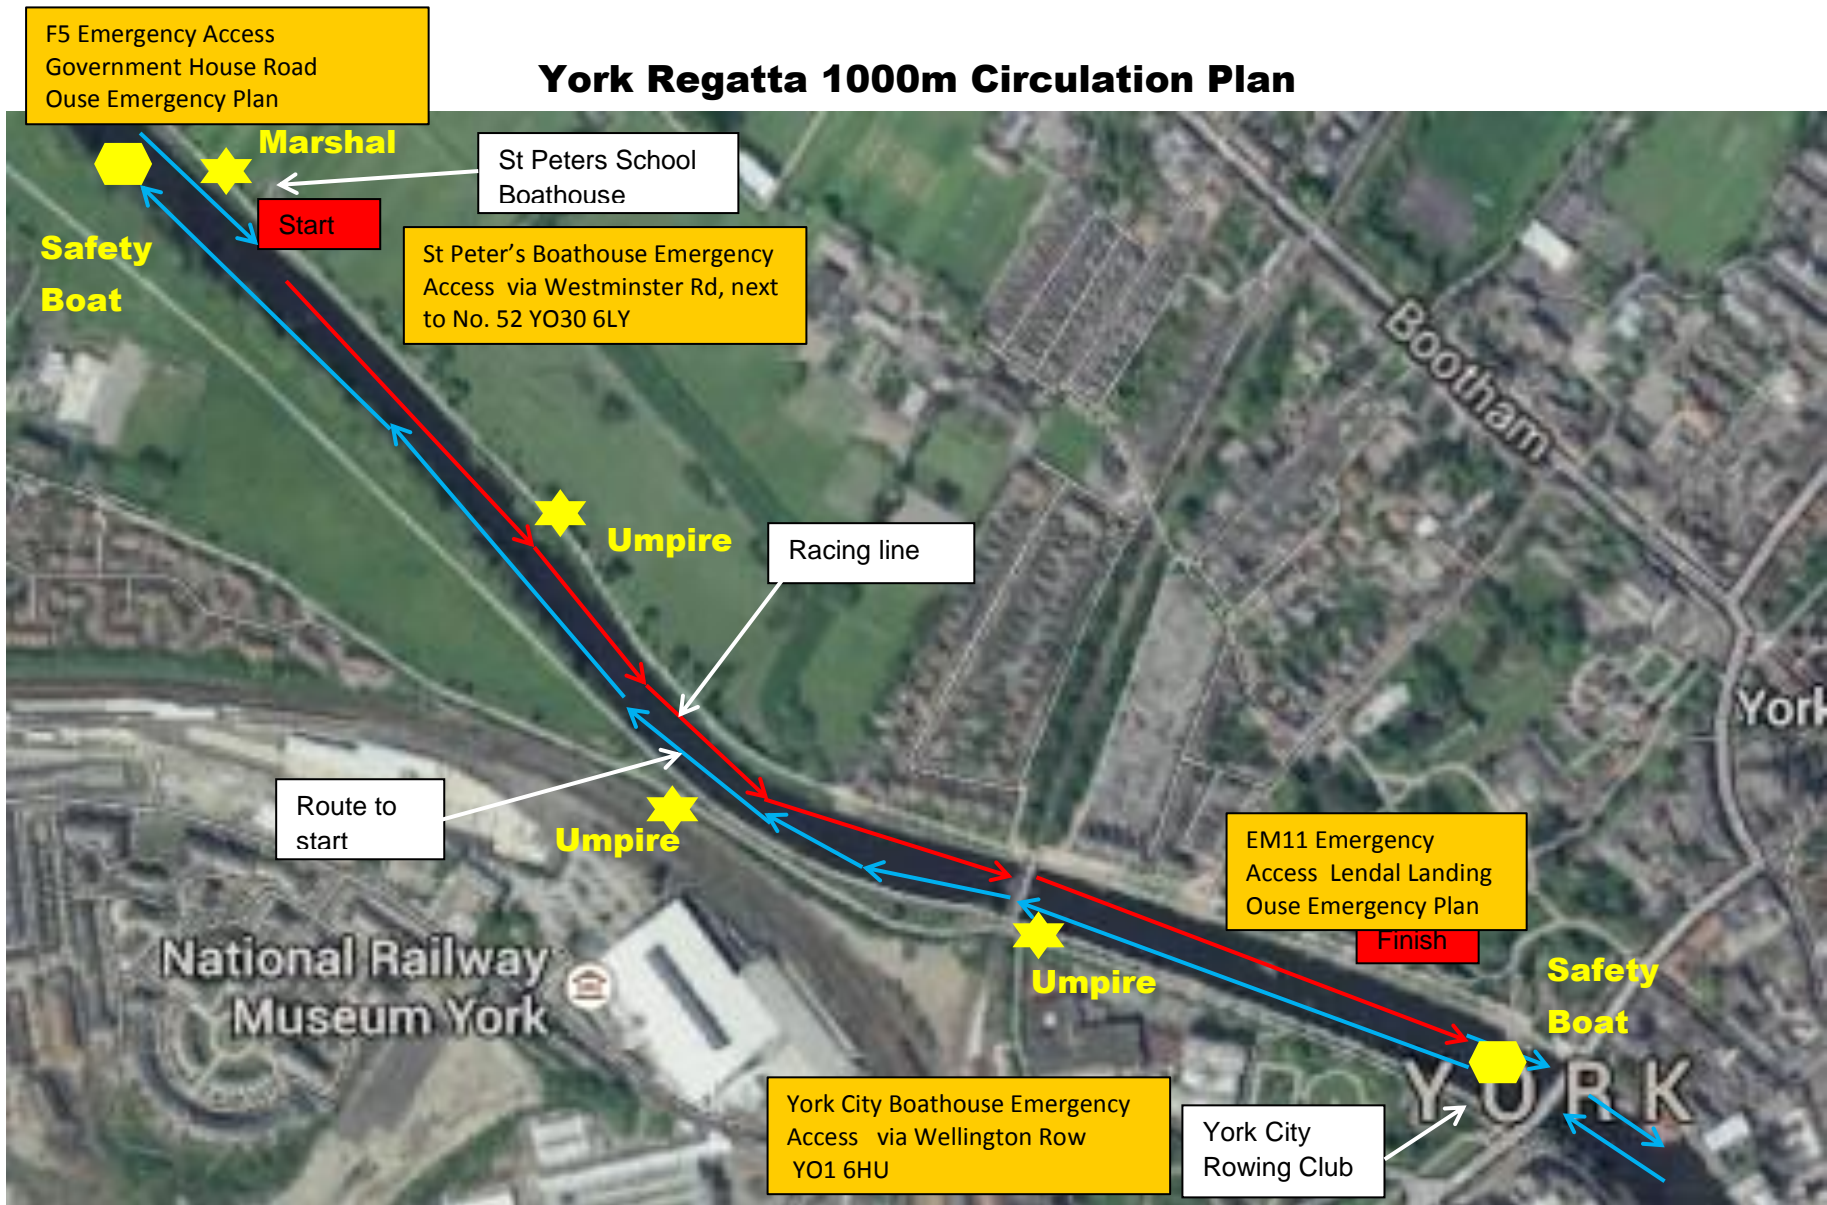 F5 Emergency Access
Government House Road
Ouse Emergency Plan
York Regatta 1000m Circulation Plan
Marshal
St Peters School
Boathouse
Start
Safety
Boat
St Peter’s Boathouse Emergency
Access via Westminster Rd, next
to No. 52 YO30 6LY
Bootham
Umpire
Racing line
York
Route to
start
Umpire
EM11 Emergency
Access Lendal Landing
Ouse Emergency Plan
Finish
National Railway
Museum York
Umpire
Safety
Boat
YORK
York City Boathouse Emergency
Access via Wellington Row
YO1 6HU
York City
Rowing Club